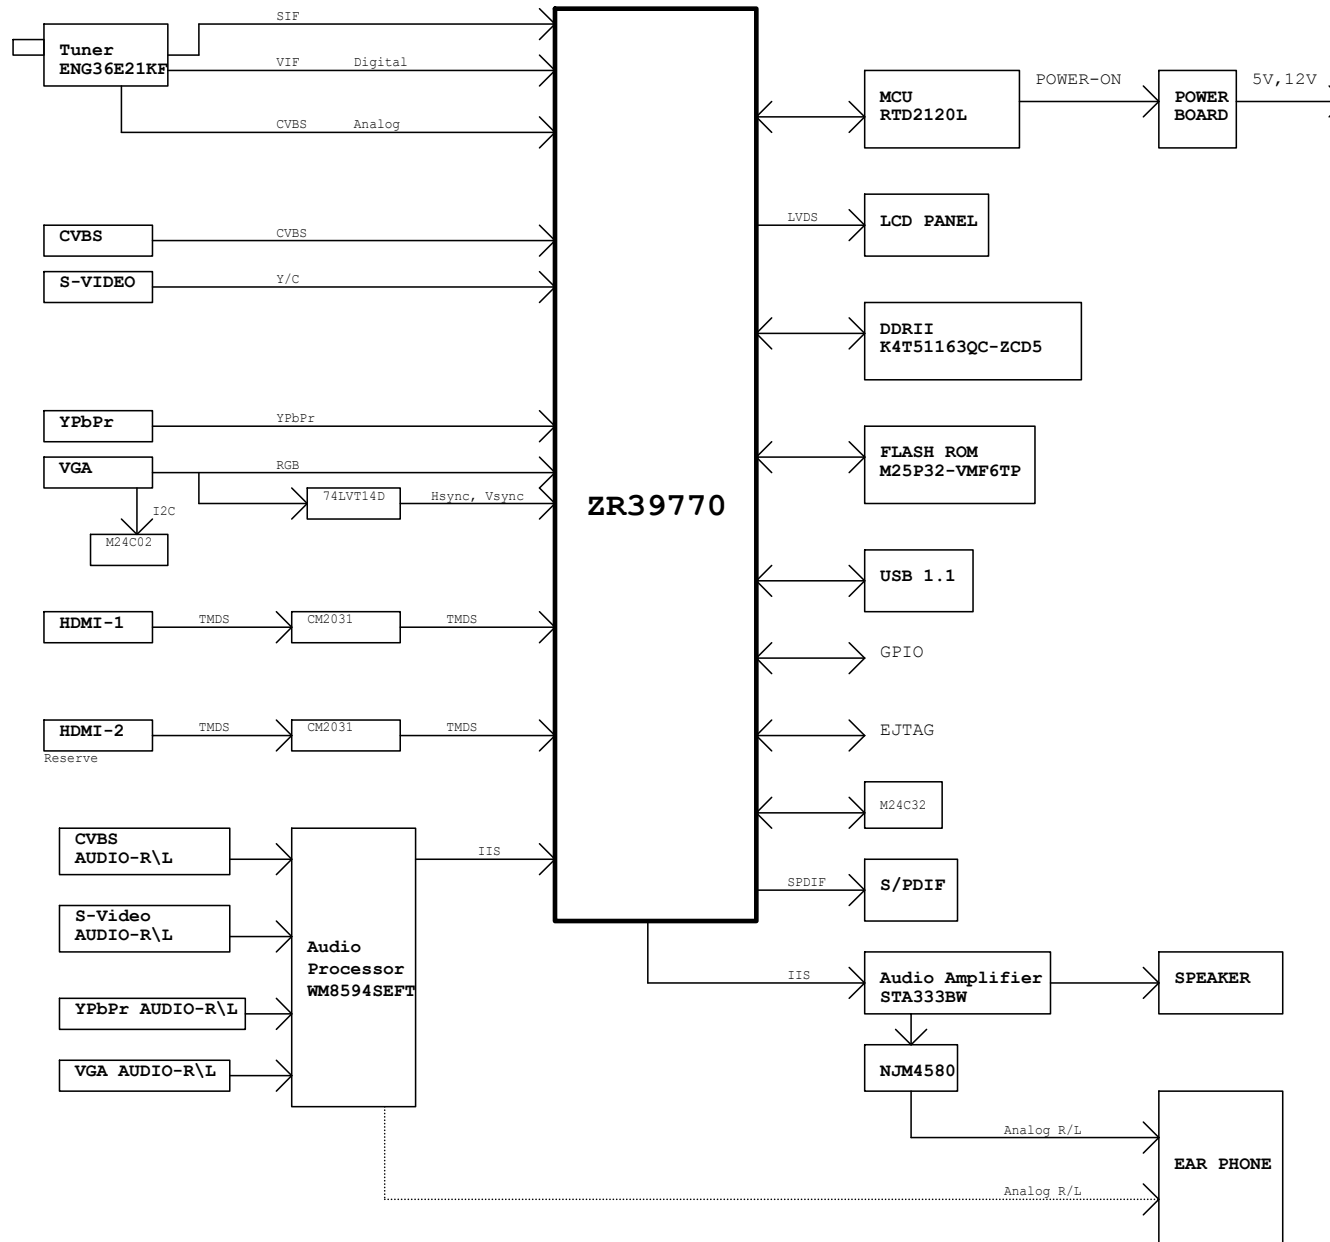 SIF
Tuner
ENG36E21KF
VIF Digital
CVBS Analog
CVBS
CVBS
S-VIDEO
Y/C
YPbPr
YPbPr
VGA
RGB
74LVT14D
Hsync, Vsync
I2C
M24C02
HDMI-1
TMDS
CM2031
TMDS
HDMI-2
TMDS
CM2031
TMDS
Reserve
CVBS
AUDIO-R\L
S-Video
AUDIO-R\L
YPbPr AUDIO-R\L
VGA AUDIO-R\L
Audio
Processor
WM8594SEFT
IIS
ZR39770
MCU
RTD2120L
POWER-ON
POWER
BOARD
5V,12V
LVDS
LCD PANEL
DDRII
K4T51163QC-ZCD5
FLASH ROM
M25P32-VMF6TP
USB 1.1
GPIO
EJTAG
M24C32
SPDIF
S/PDIF
IIS
Audio Amplifier
STA333BW
SPEAKER
NJM4580
Analog R/L
EAR PHONE
Analog R/L